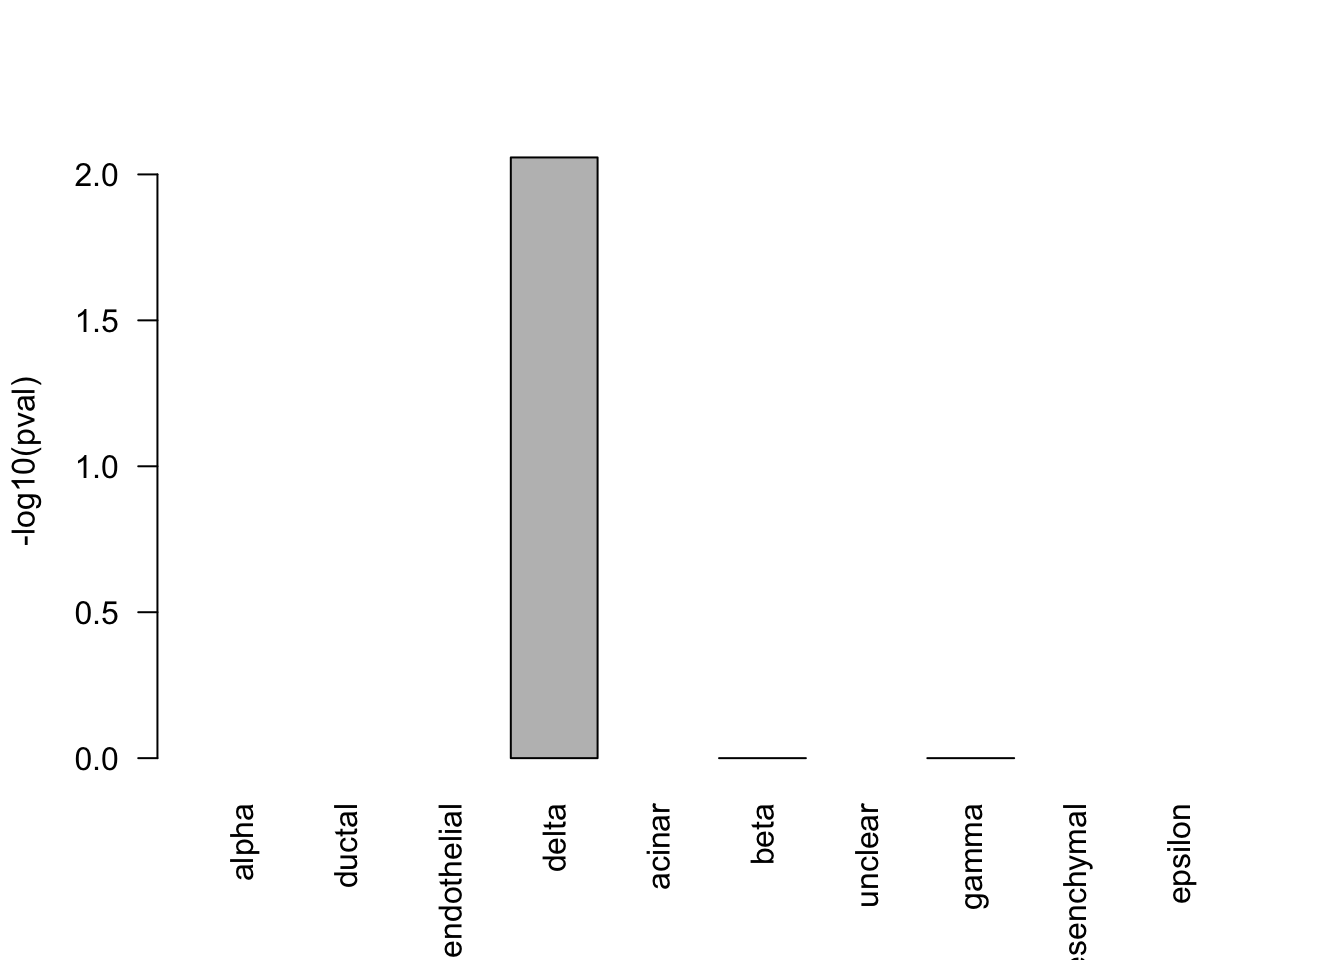 2.0
1.5
1.0
0.5
0.0
-log10(pval)
alpha
ductal
endothelial
delta
acinar
beta
unclear
gamma
esenchymal
epsilon